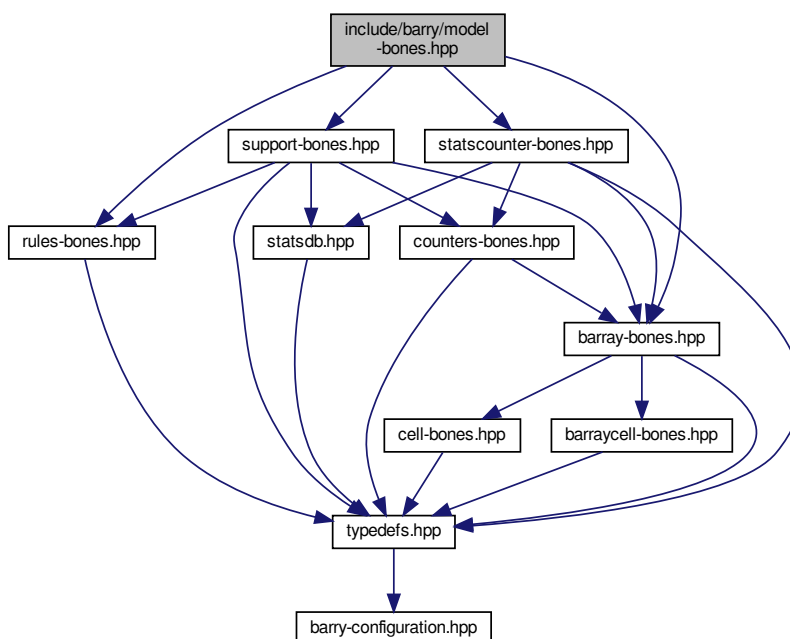 include/barry/model
-bones.hpp
support-bones.hpp
statscounter-bones.hpp
rules-bones.hpp
statsdb.hpp
counters-bones.hpp
barray-bones.hpp
cell-bones.hpp
barraycell-bones.hpp
typedefs.hpp
barry-configuration.hpp